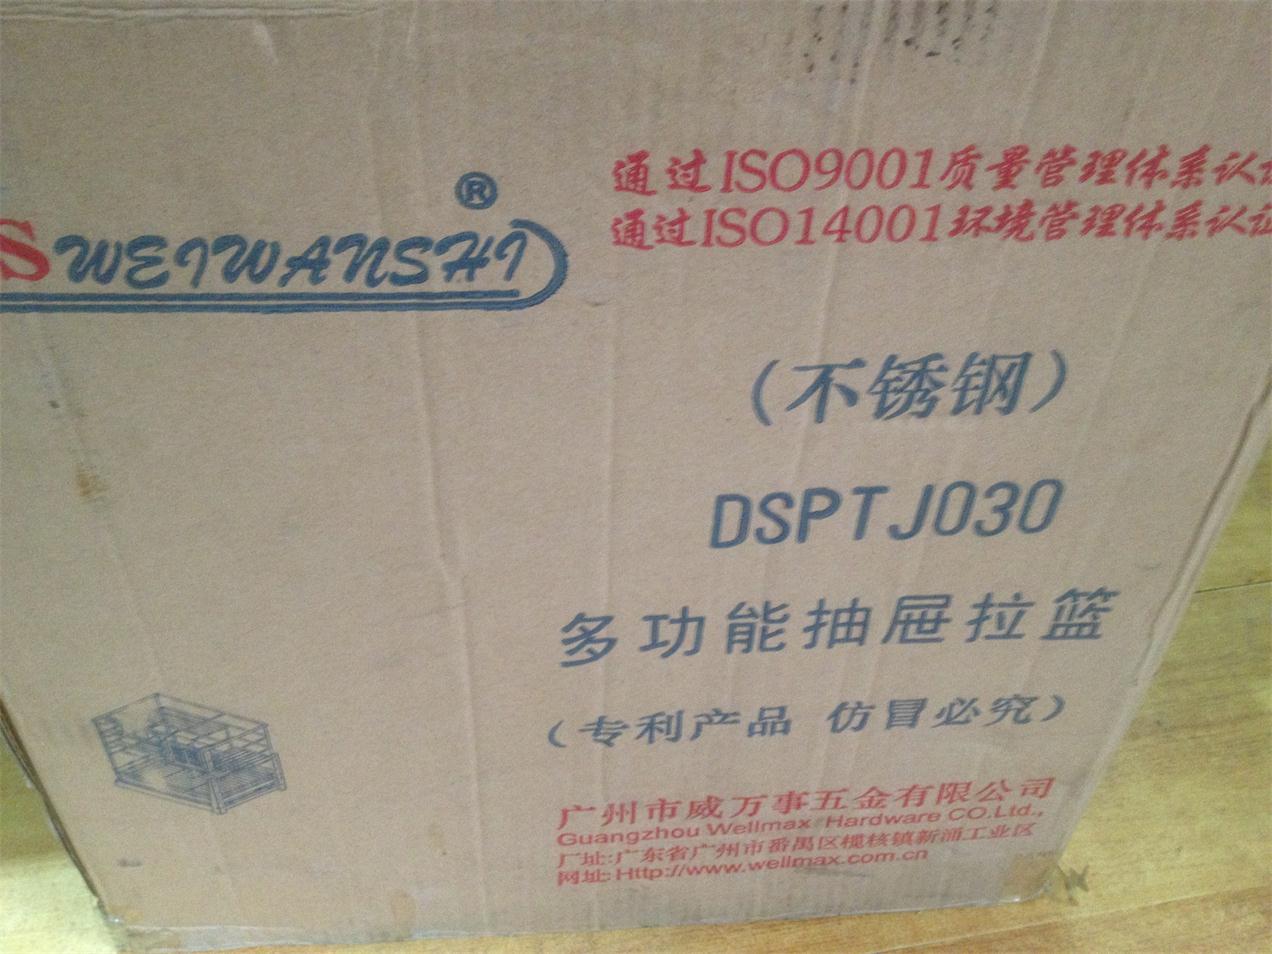 SWEIWANSHI®
通过ISO9001质量管理体系认证
通过ISO14001环境管理体系认证
(不锈钢)
DSPTJ030
多功能抽屉拉篮
(专利产品 仿冒必究)
广州市威万事五金有限公司
Guangzhou Wellmax Hardware CO.Ltd.,
厂址:广东省广州市番禺区榄核镇新涌工业区
网址:Http://www.wellmax.com.cn